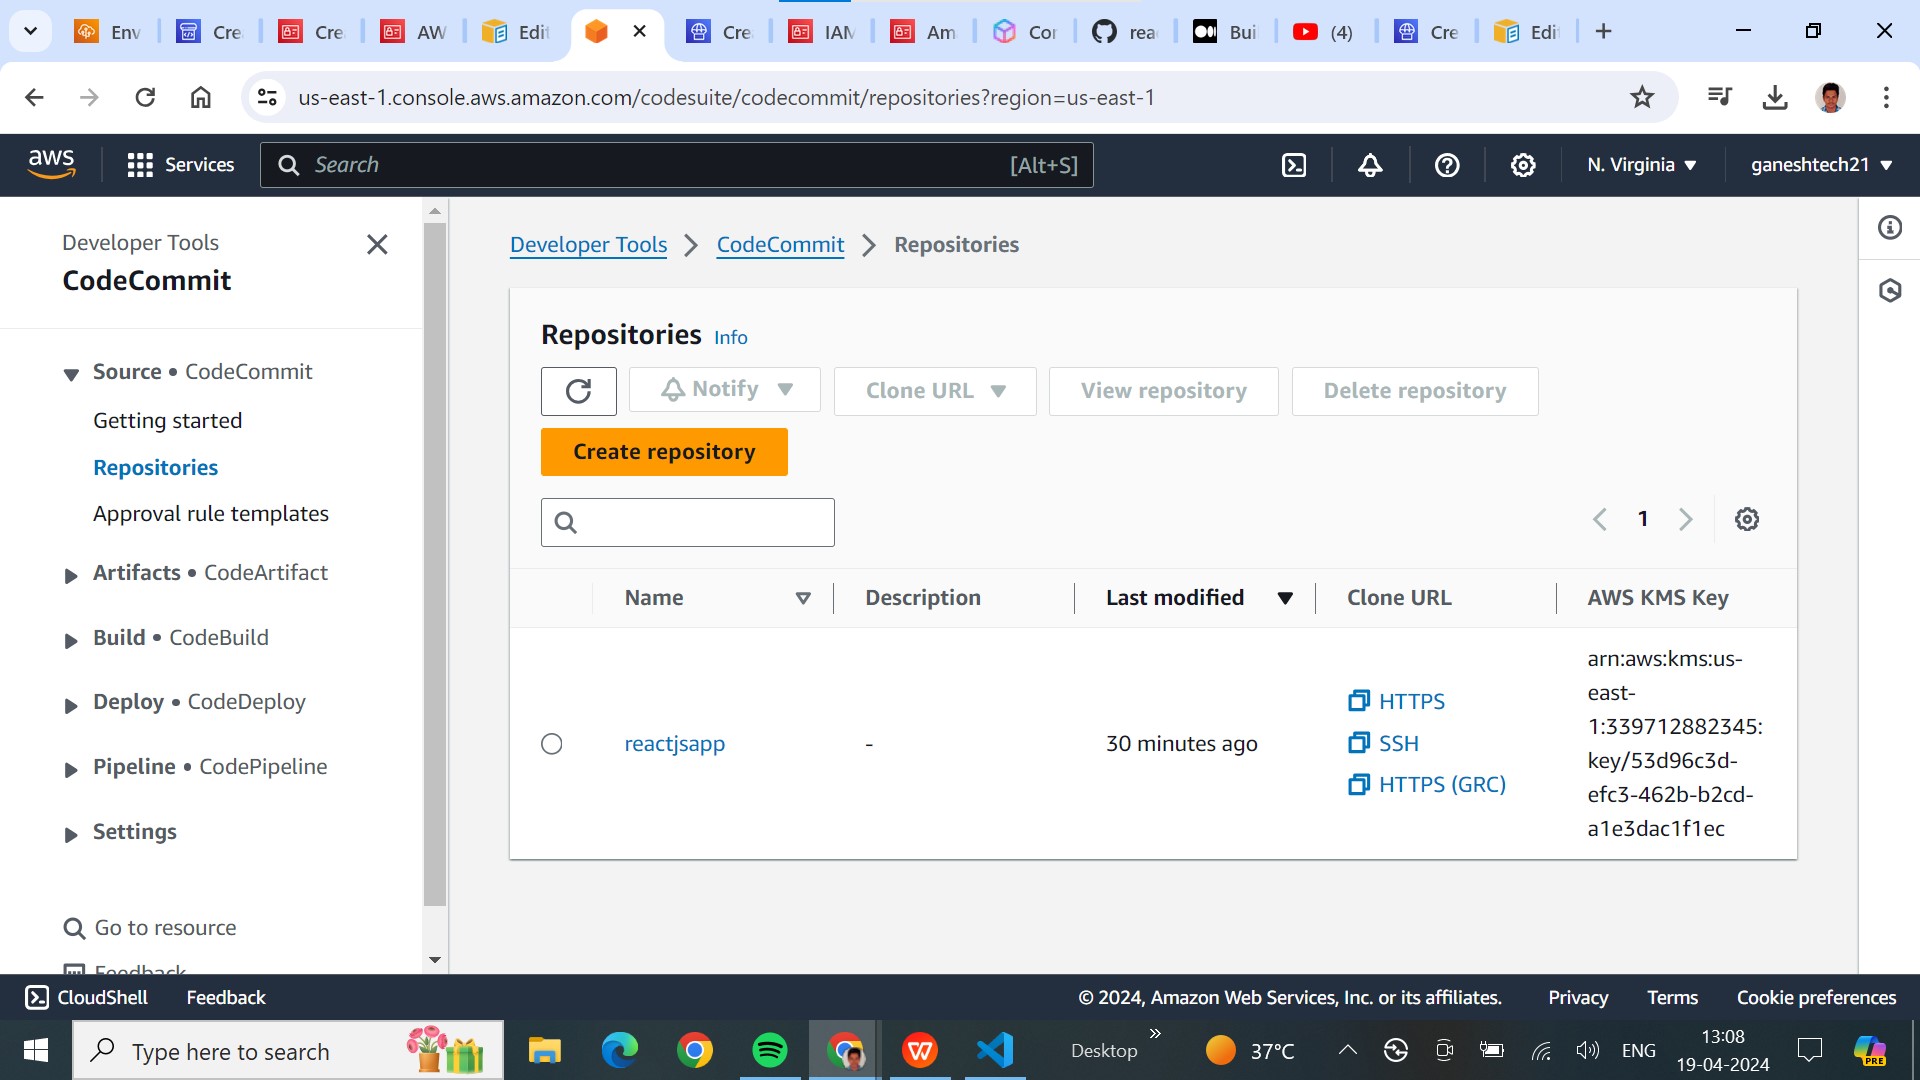 Env
Cre
Cre
AW
Edit
Cre
IAM
Am
Cor
rea
Bui
(4)
Cre
Edit
us-east-1.console.aws.amazon.com/codesuite/codecommit/repositories?region=us-east-1
aws
Services
Search
[Alt+S]
N. Virginia
ganeshtech21
Developer Tools
CodeCommit
Source • CodeCommit
Getting started
Repositories
Approval rule templates
Artifacts • CodeArtifact
Build • CodeBuild
Deploy • CodeDeploy
Pipeline • CodePipeline
Settings
Go to resource
Feedback
Developer Tools
CodeCommit
Repositories
Repositories Info
Notify
Clone URL
View repository
Delete repository
Create repository
1
Name
Description
Last modified
Clone URL
AWS KMS Key
reactjsapp
-
30 minutes ago
HTTPS
SSH
HTTPS (GRC)
arn:aws:kms:us-
east-
1:339712882345:
key/53d96c3d-
efc3-462b-b2cd-
a1e3dac1f1ec
CloudShell
Feedback
© 2024, Amazon Web Services, Inc. or its affiliates.
Privacy
Terms
Cookie preferences
Type here to search
Desktop
37°C
ENG
13:08
19-04-2024
PRE